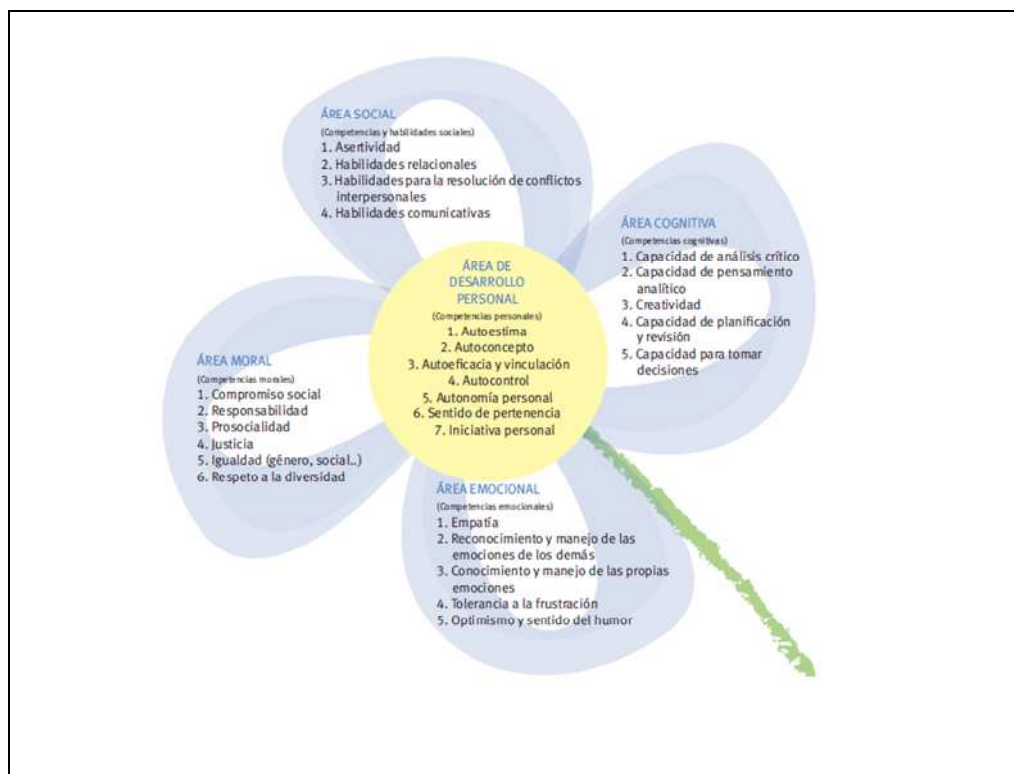 ÁREA SOCIAL
(Competencias y habilidades sociales)
1. Asertividad
2. Habilidades relacionales
3. Habilidades para la resolución de conflictos
interpersonales
4. Habilidades comunicativas
ÁREA COGNITIVA
(Competencias cognitivas)
1. Capacidad de análisis crítico
2. Capacidad de pensamiento
analítico
3. Creatividad
4. Capacidad de planificación
y revisión
5. Capacidad para tomar
decisiones
ÁREA DE
DESARROLLO
PERSONAL
(Competencias personales)
1. Autoestima
2. Autoconcepto
3. Autoeficacia y vinculación
4. Autocontrol
5. Autonomía personal
6. Sentido de pertenencia
7. Iniciativa personal
ÁREA MORAL
(Competencias morales)
1. Compromiso social
2. Responsabilidad
3. Prosocialidad
4. Justicia
5. Igualdad (género, social..)
6. Respeto a la diversidad
ÁREA EMOCIONAL
(Competencias emocionales)
1. Empatía
2. Reconocimiento y manejo de las
emociones de los demás
3. Conocimiento y manejo de las propias
emociones
4. Tolerancia a la frustración
5. Optimismo y sentido del humor